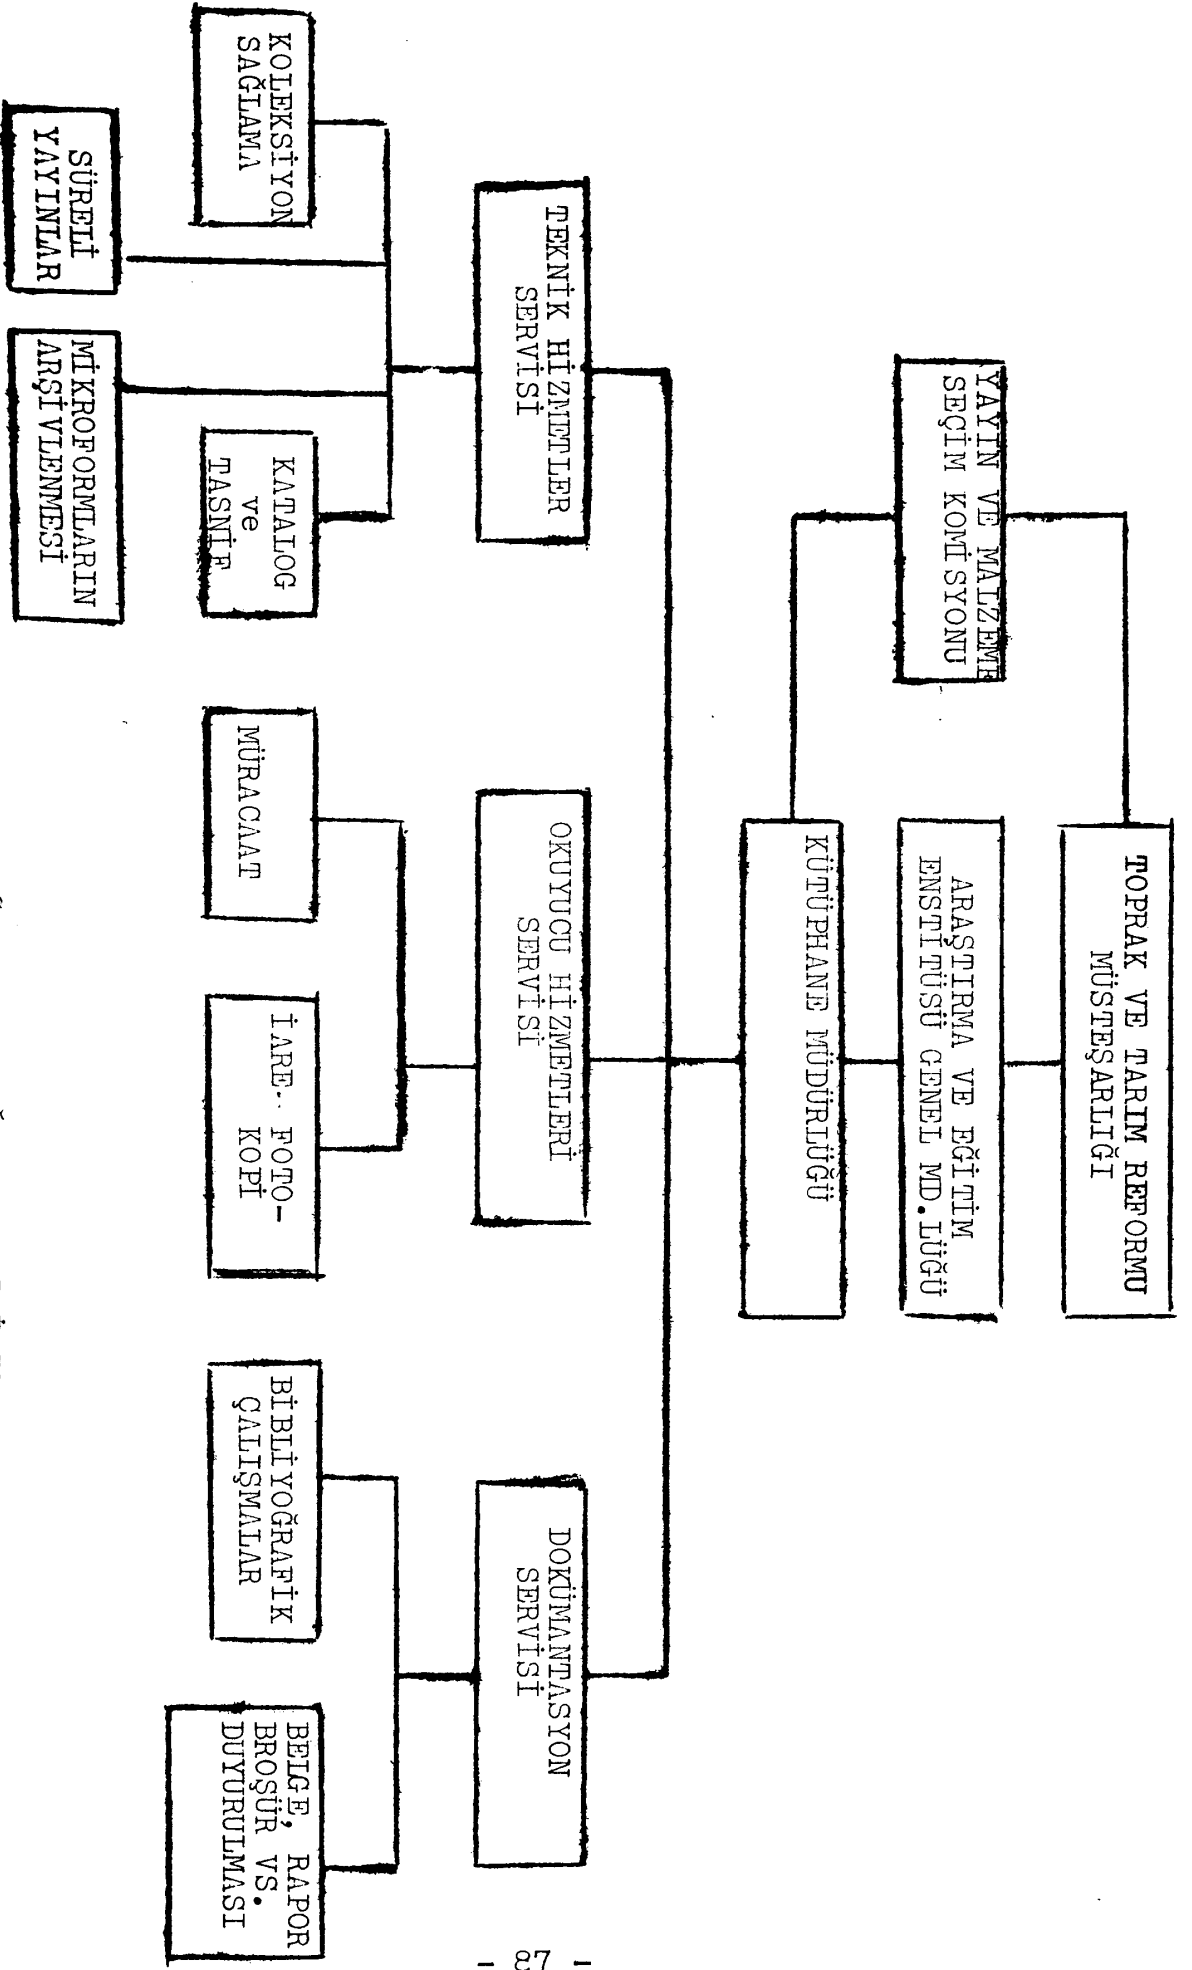 TOPRAK VE TARIM REFORMU
MÜSTEŞARLIĞI
YAYIN VE MALZEME
SEÇİM KOMİSYONU
ARAŞTIRMA VE EĞİTİM
ENSTİTÜSÜ GENEL MD.LÜĞÜ
KÜTÜPHANE MÜDÜRLÜĞÜ
TEKNİK HİZMETLER
SERVİSİ
OKUYUCU HİZMETLERİ
SERVİSİ
DOKÜMANTASYON
SERVİSİ
KOLEKSİYON
SAĞLAMA
KATALOG
ve
TASNİF
MÜRACAAT
İARE. FOTO-
KOPİ
BİBLİYOĞRAFİK
ÇALIŞMALAR
BELGE, RAPOR
BROŞÜR VS.
DUYURULMASI
SÜRELİ
YAYINLAR
MİKROFORMLARIN
ARŞİVLENMESİ
- 87 -